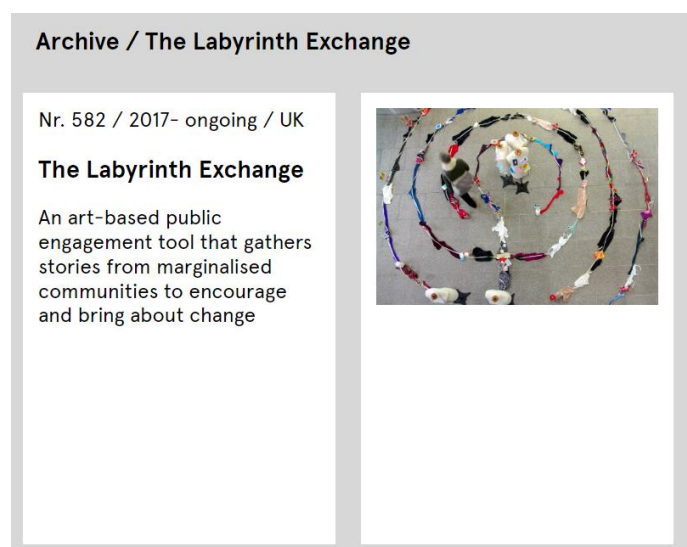 Archive / The Labyrinth Exchange
Nr. 582 / 2017- ongoing / UK
The Labyrinth Exchange
An art-based public
engagement tool that gathers
stories from marginalised
communities to encourage
and bring about change